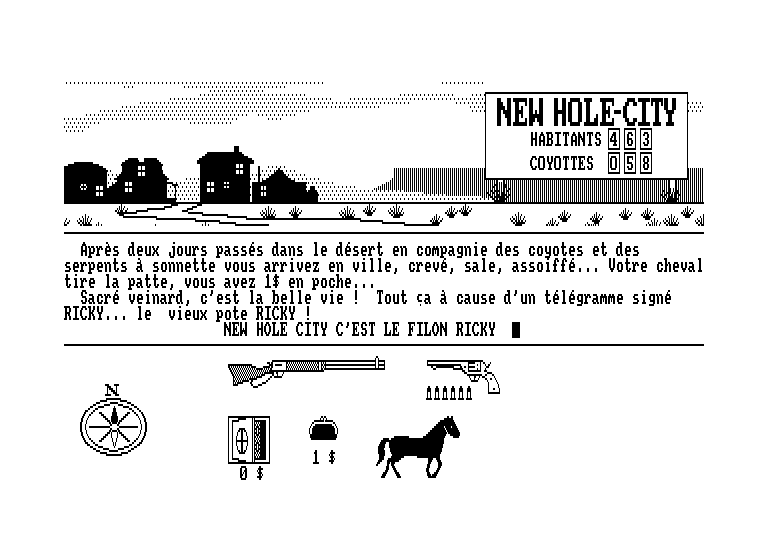 NEW HOLE-CITY
HABITANTS 463
COYOTTES 058
Après deux jours passés dans le désert en compagnie des coyotes et des
serpents à sonnette vous arrivez en ville, crevé, sale, assoiffé... Votre cheval
tire la patte, vous avez 1$ en poche...
Sacré veinard, c'est la belle vie ! Tout ça à cause d'un télégramme signé
RICKY... le vieux pote RICKY !
NEW HOLE CITY C'EST LE FILON RICKY
N
1 $
0 $